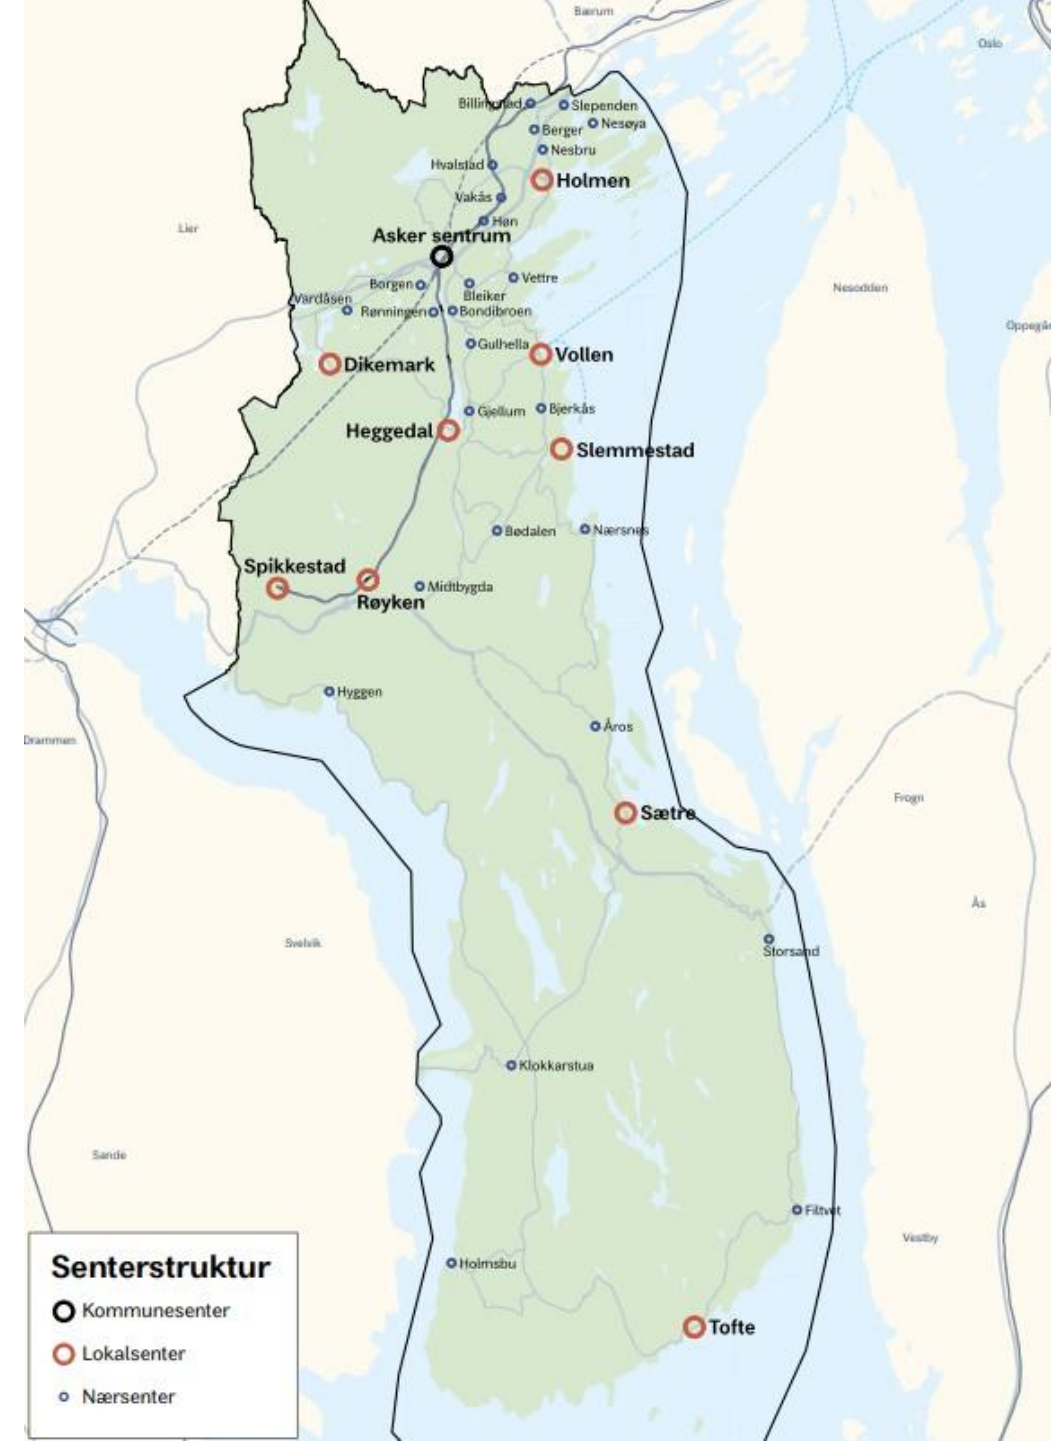 Bærum
Oslo
Billingstad
Slependen
Nesøya
Berger
Nesbru
Hvalstad
Holmen
Vakås
Høn
Lier
Asker sentrum
Vettre
Borgen
Bleiker
Nesodden
Vardåsen
Rønningen
Bondibroen
Oppegår
Gulhella
Vollen
Dikemark
Gjellum
Bjerkås
Heggedal
Slemmestad
Bødalen
Nærsnes
Spikkestad
Midtbygda
Røyken
Hyggen
Åros
Drammen
Frogn
Sætre
Ås
Svelvik
Storsand
Klokkarstua
Sande
Filtvet
Vestby
Holmsbu
Tofte
Senterstruktur
Kommunesenter
Lokalsenter
Nærsenter